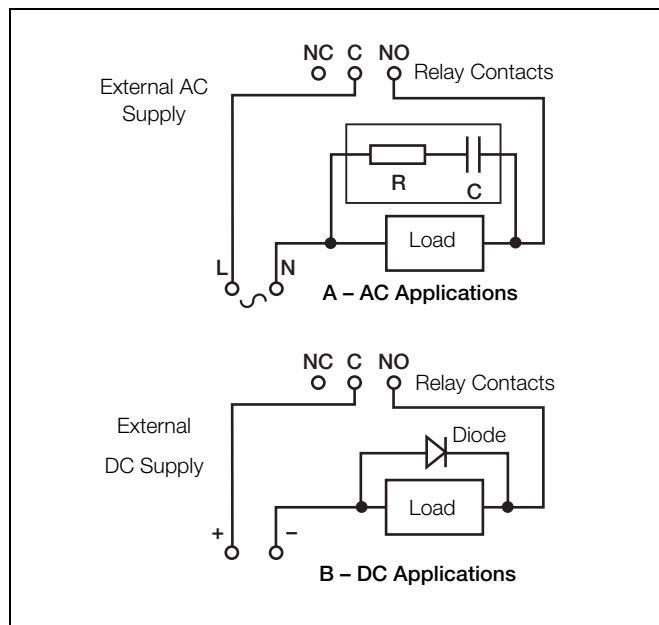 NC C NO Relay Contacts
External AC
Supply
R
C
Load
L N
A – AC Applications
NC C NO Relay Contacts
External
DC Supply
Diode
Load
+ –
B – DC Applications